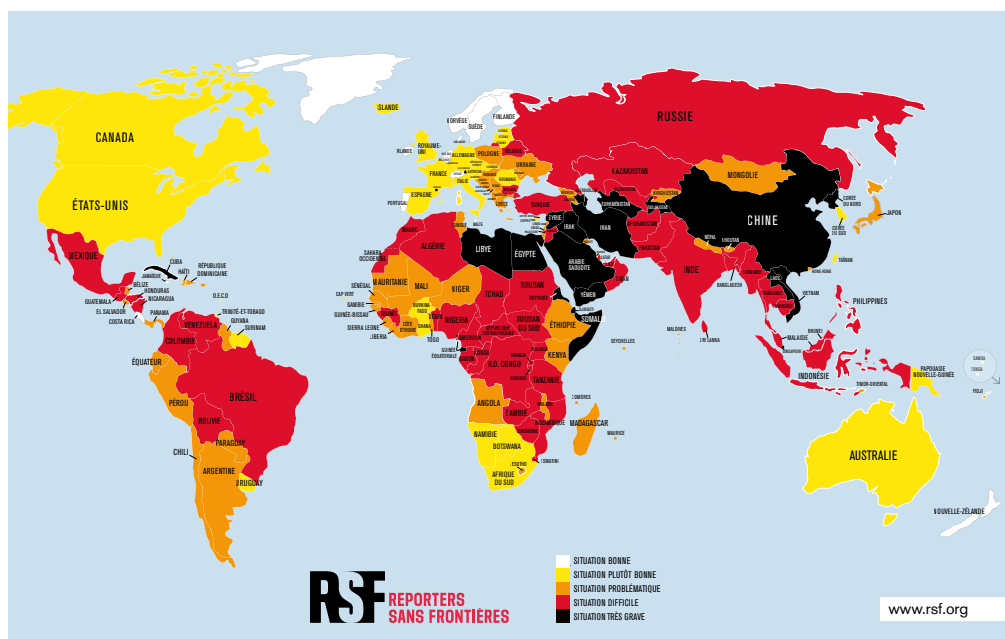 ISLANDE
NORVÈGE
SUÈDE
FINLANDE
RUSSIE
CANADA
IRLANDE
ROYAUME-
UNI
ALLEMAGNE
POLOGNE
UKRAINE
FRANCE
ITALIE
ROUMANIE
KAZAKHSTAN
MONGOLIE
ÉTATS-UNIS
PORTUGAL
ESPAGNE
GRÈCE
TURQUIE
TURKMÉNISTAN
KIRGHIZSTAN
CHINE
CORÉE
DU NORD
JAPON
CORÉE
DU SUD
MALTE
TUNISIE
MAROC
ALGÉRIE
LIBYE
ÉGYPTE
SYRIE
IRAK
IRAN
AFGHANISTAN
PAKISTAN
NÉPAL
BHOUTAN
TAÏWAN
HONG KONG
MEXIQUE
CUBA
HAÏTI
RÉPUBLIQUE
DOMINICAINE
JAMAÏQUE
BÉLIZE
HONDURAS
NICARAGUA
GUATEMALA
EL SALVADOR
COSTA RICA
PANAMA
O.E.C.O
TRINITÉ-ET-TOBAGO
GUYANA
SURINAM
SAHARA
OCCIDENTAL
MAURITANIE
MALI
NIGER
TCHAD
SOUDAN
ÉRYTHRÉE
ARABIE
SAOUDITE
QATAR
OMAN
YÉMEN
INDE
BANGLADESH
LAOS
VIETNAM
PHILIPPINES
SÉNÉGAL
CAP VERT
GAMBIE
GUINÉE-BISSAU
SIERRA LEONE
LIBERIA
CÔTE
D'IVOIRE
BURKINA
FASO
GHANA
TOGO
BÉNIN
NIGERIA
CAMEROUN
GUINÉE
ÉQUATORIALE
GABON
CONGO
RÉPUBLIQUE
CENTRAFRICAINE
SOUDAN
DU SUD
ÉTHIOPIE
SOMALIE
KENYA
R.D. CONGO
TANZANIE
SEYCHELLES
MALDIVES
SRI LANKA
MALAISIE
BRUNEI
SINGAPOUR
INDONÉSIE
TIMOR-ORIENTAL
PAPOUASIE
NOUVELLE-GUINÉE
SAMOA
TONGA
FIDJI
VENEZUELA
COLOMBIE
ÉQUATEUR
PÉROU
BRÉSIL
BOLIVIE
PARAGUAY
CHILI
ARGENTINE
URUGUAY
ANGOLA
ZAMBIE
MALAWI
MOZAMBIQUE
ZIMBABWE
COMORES
MADAGASCAR
MAURICE
NAMIBIE
BOTSWANA
AFRIQUE
DU SUD
LESOTHO
ESWATINI
AUSTRALIE
NOUVELLE-ZÉLANDE
RSF REPORTERS
SANS FRONTIÈRES
SITUATION BONNE
SITUATION PLUTÔT BONNE
SITUATION PROBLÉMATIQUE
SITUATION DIFFICILE
SITUATION TRÈS GRAVE
www.rsf.org